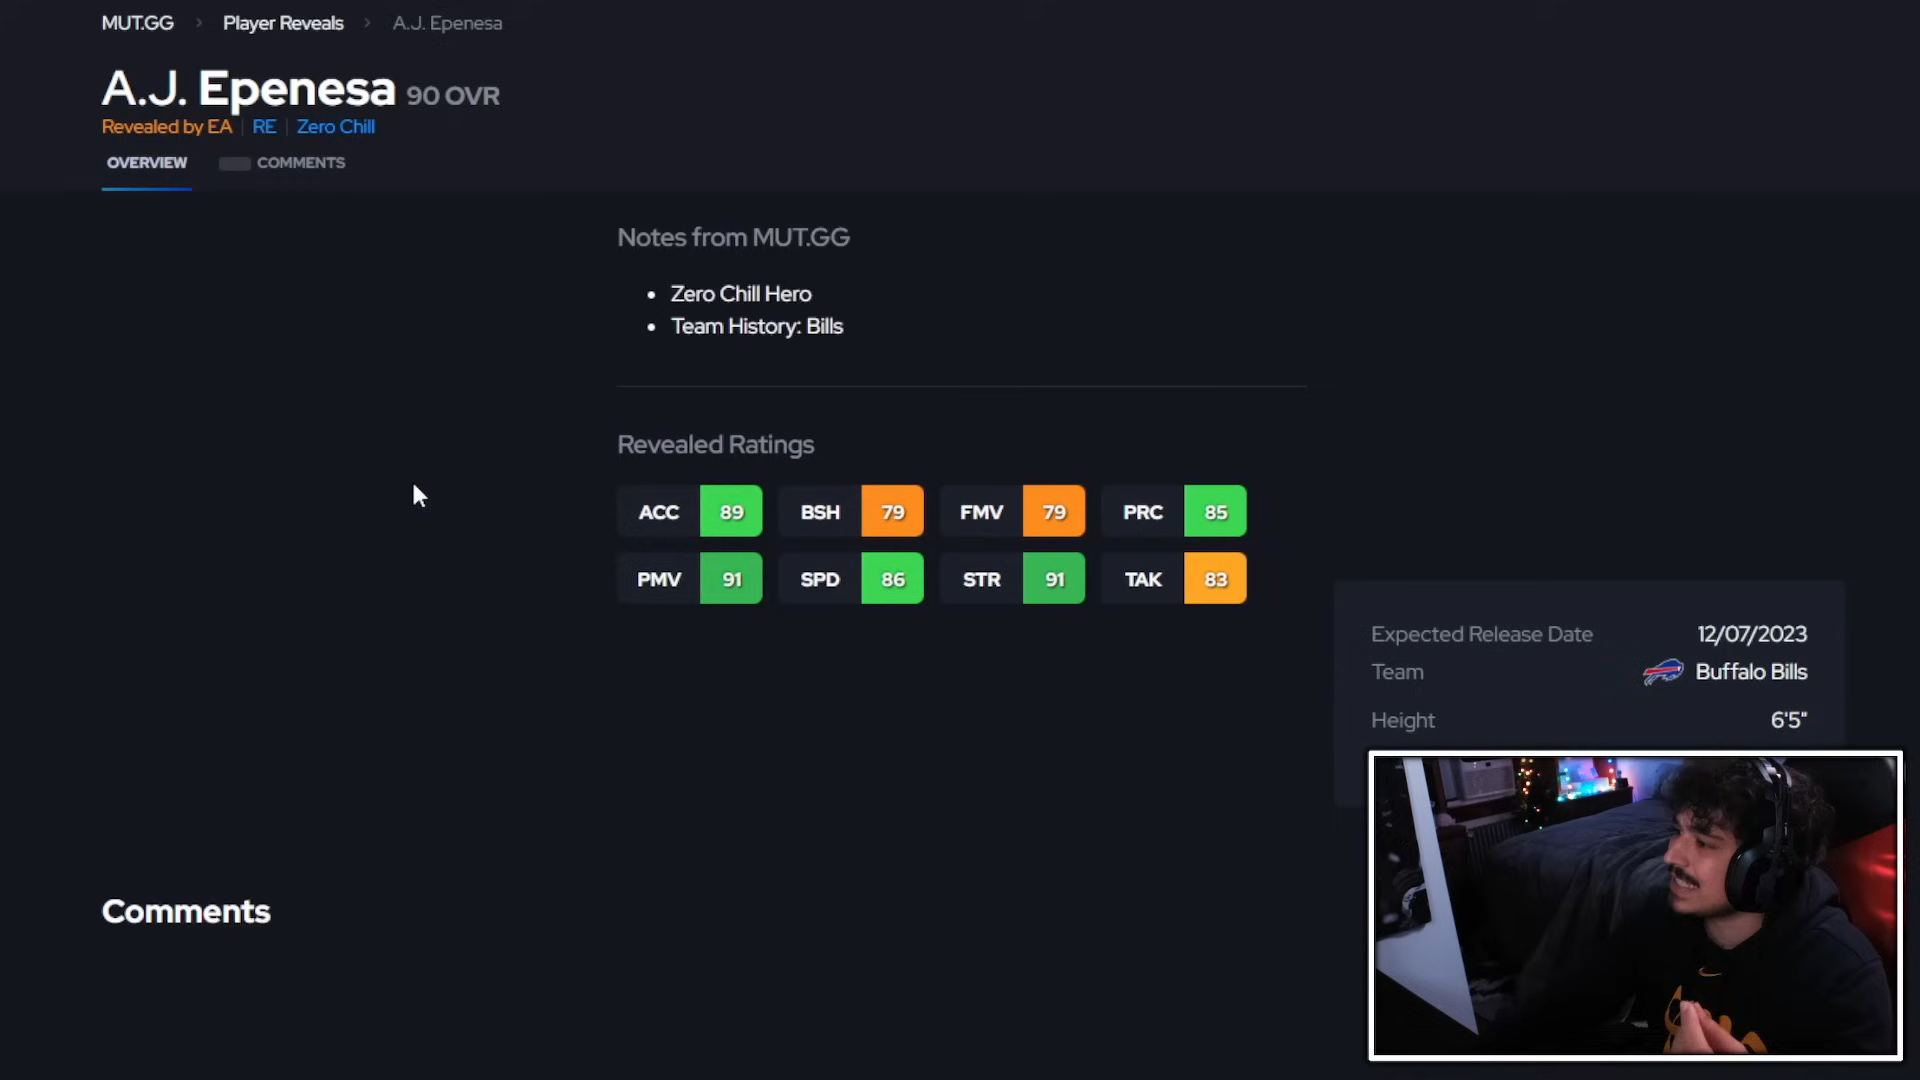 MUT.GG > Player Reveals > A.J. Epenesa
A.J. Epenesa 90 OVR
Revealed by EA | RE | Zero Chill
OVERVIEW COMMENTS
Notes from MUT.GG
• Zero Chill Hero
• Team History: Bills
Revealed Ratings
ACC 89 BSH 79 FMV 79 PRC 85
PMV 91 SPD 86 STR 91 TAK 83
Expected Release Date 12/07/2023
Team Buffalo Bills
Height 6'5"
Comments